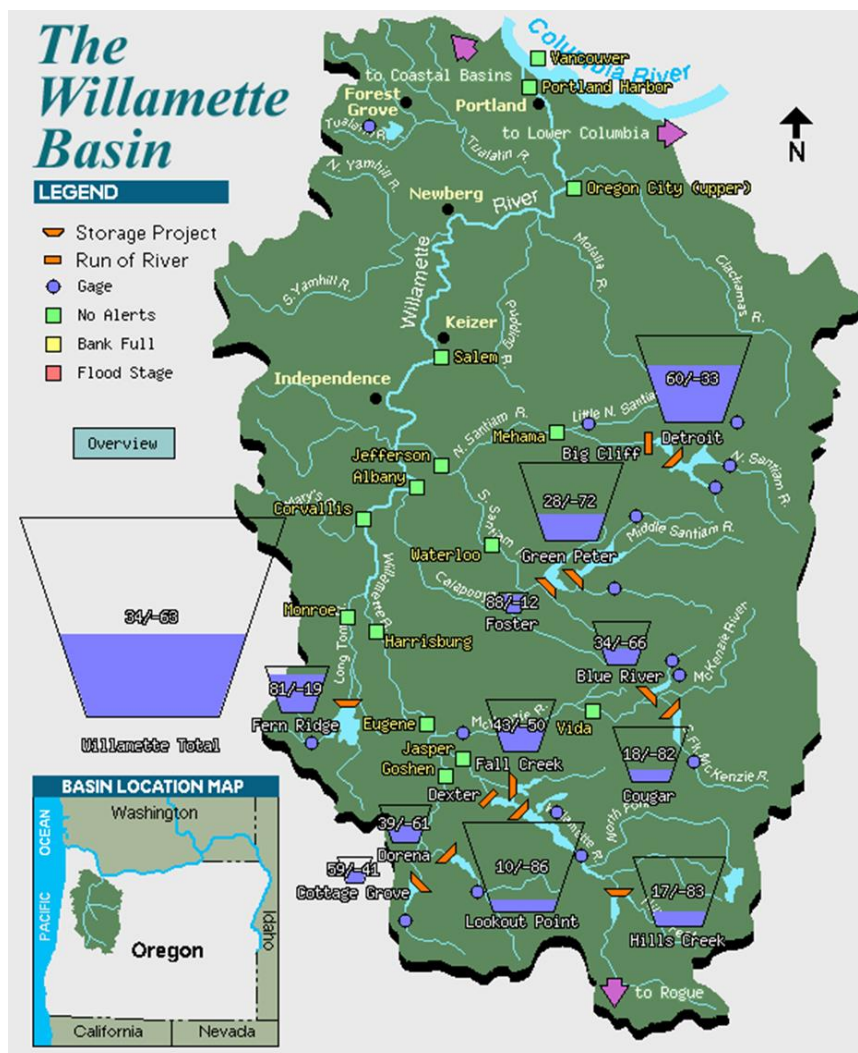 The
Willamette
Basin
LEGEND
Storage Project
Run of River
Gage
No Alerts
Bank Full
Flood Stage
Overview
Columbia River
Vancouver
to Coastal Basins
Portland Harbor
Forest
Grove
Portland
Tualatin R.
to Lower Columbia
N
Tualatin R.
N. Yamhill R.
Newberg
River
Oregon City (upper)
Molalla R.
Clackamas R.
S. Yamhill R.
Willamette
Pudding R.
Keizer
Salem
Independence
60/-33
Detroit
Little N. Santia
N. Santiam R.
Mehama
Big Cliff
N. Santiam R.
Jefferson
Albany
28/-72
Green Peter
Middle Santiam R.
Mary's
Corvallis
S. Santiam
Waterloo
34/-63
Willamette Total
Willamette R.
Calapooy
88/-12
Foster
Monroe
Harrisburg
34/-66
Blue River
McKenzie River
Long Tom
81/-19
Fern Ridge
Eugene
43/-50
Fall Creek
Vida
Jasper
Goshen
Dexter
18/-82
Cougar
McKenzie R.
North Fork
Willamette R.
39/-61
Dorena
59/-41
Cottage Grove
10/-86
Lookout Point
17/-83
Hills Creek
to Rogue
BASIN LOCATION MAP
Washington
PACIFIC OCEAN
Oregon
Idaho
California
Nevada